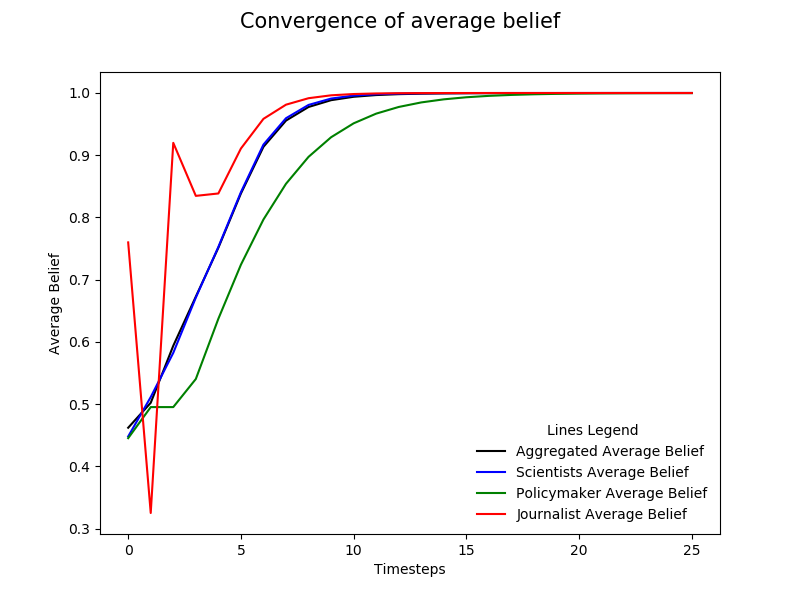 Convergence of average belief
1.0
0.9
0.8
0.7
0.6
0.5
0.4
0.3
Average Belief
Lines Legend
Aggregated Average Belief
Scientists Average Belief
Policymaker Average Belief
Journalist Average Belief
0 5 10 15 20 25
Timesteps